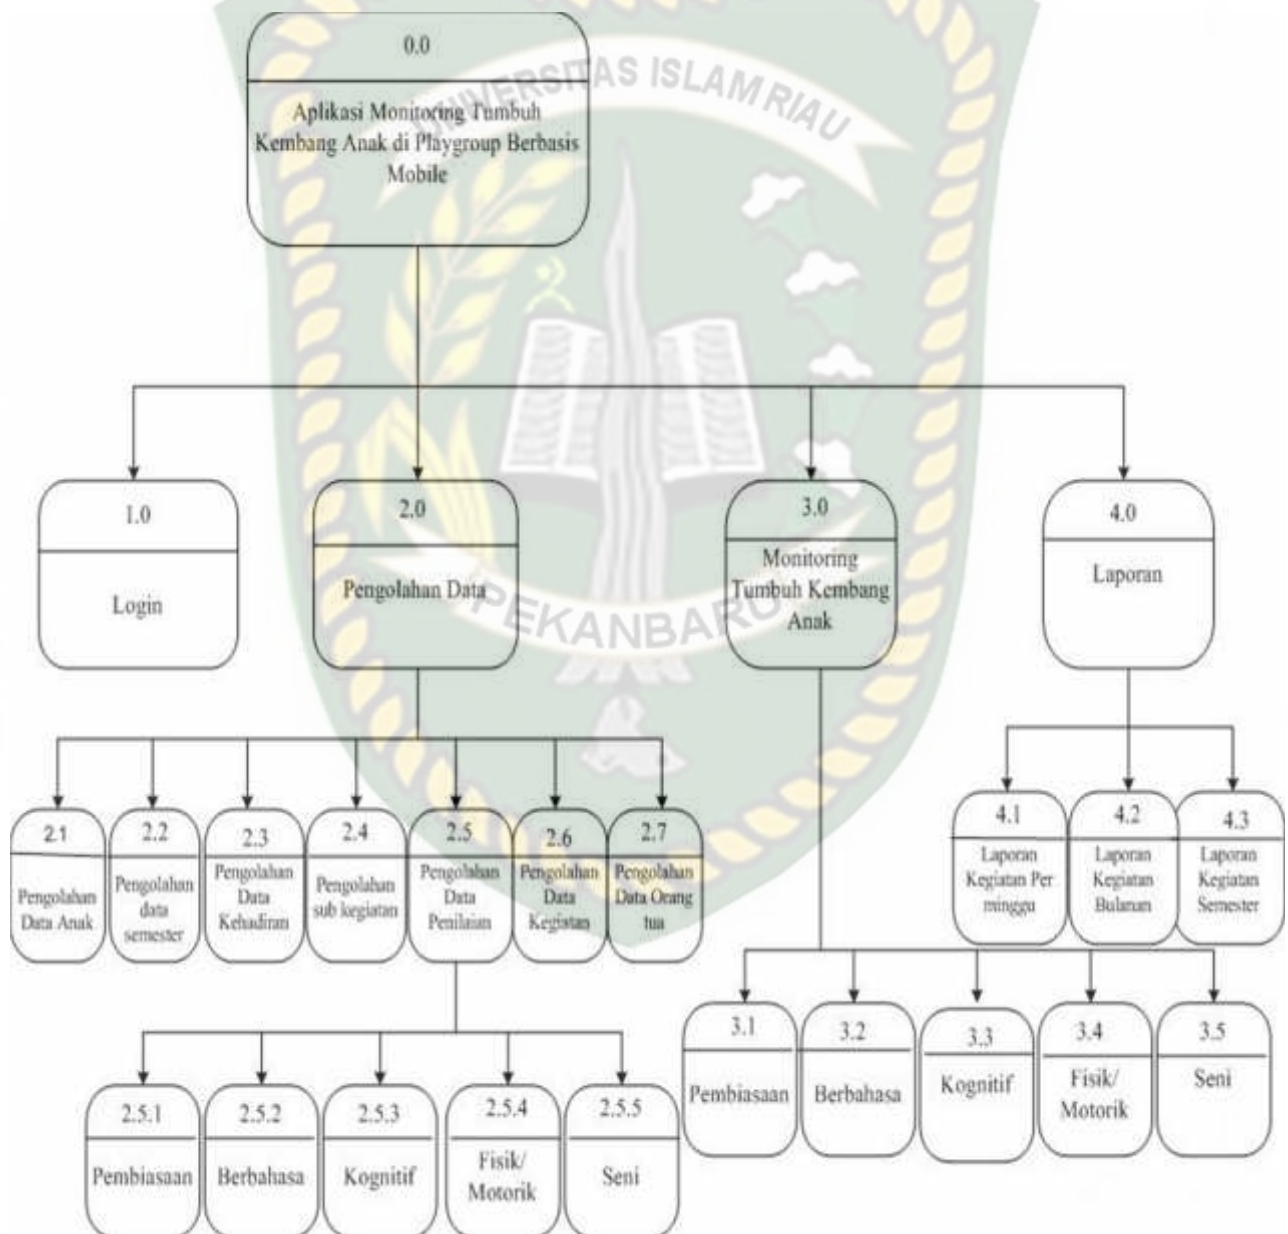 UNIVERSITAS ISLAM RIAU
0.0
Aplikasi Monitoring Tumbuh
Kembang Anak di Playgroup Berbasis
Mobile
1.0
Login
2.0
Pengolahan Data
3.0
Monitoring
Tumbuh Kembang
Anak
4.0
Laporan
PEKANBARU
2.1
Pengolahan
Data Anak
2.2
Pengolahan
data
semester
2.3
Pengolahan
Data
Kehadiran
2.4
Pengolahan
sub kegiatan
2.5
Pengolahan
Data
Penilaian
2.6
Pengolahan
Data
Kegiatan
2.7
Pengolahan
Data Orang
tua
4.1
Laporan
Kegiatan Per
minggu
4.2
Laporan
Kegiatan
Bulanan
4.3
Laporan
Kegiatan
Semester
2.5.1
Pembiasaan
2.5.2
Berbahasa
2.5.3
Kognitif
2.5.4
Fisik/
Motorik
2.5.5
Seni
3.1
Pembiasaan
3.2
Berbahasa
3.3
Kognitif
3.4
Fisik/
Motorik
3.5
Seni